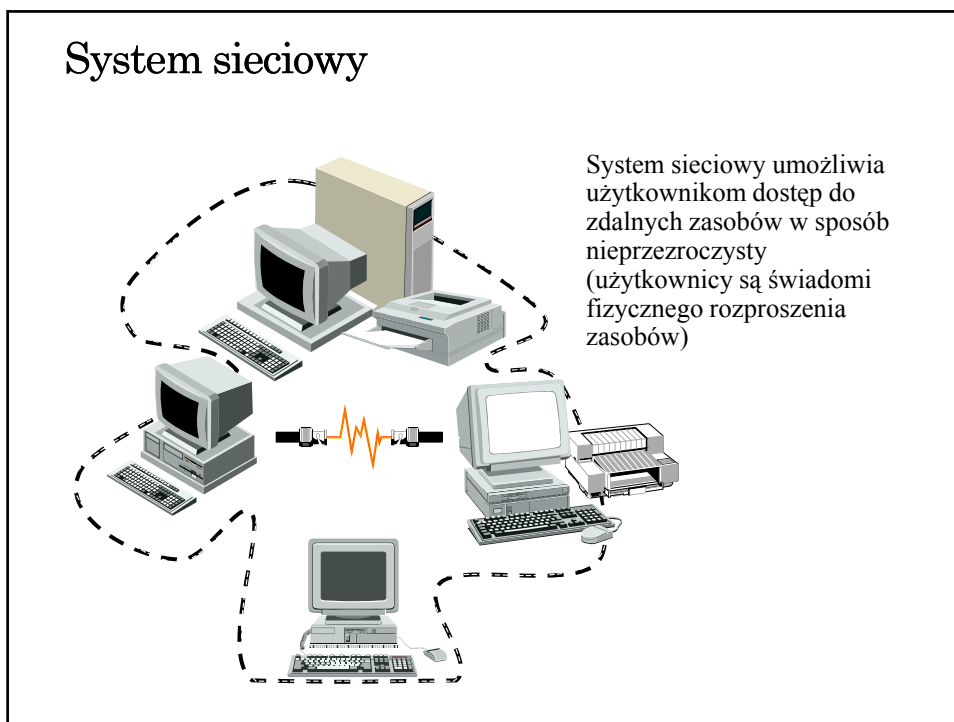 System sieciowy
System sieciowy umożliwia
użytkownikom dostęp do
zdalnych zasobów w sposób
nieprzezroczysty
(użytkownicy są świadomi
fizycznego rozproszenia
zasobów)